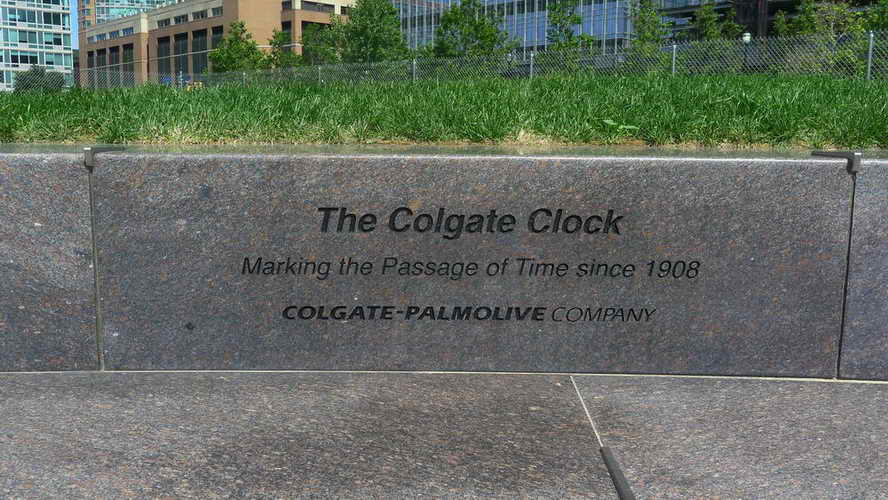 The Colgate Clock
Marking the Passage of Time since 1908
COLGATE-PALMOLIVE COMPANY